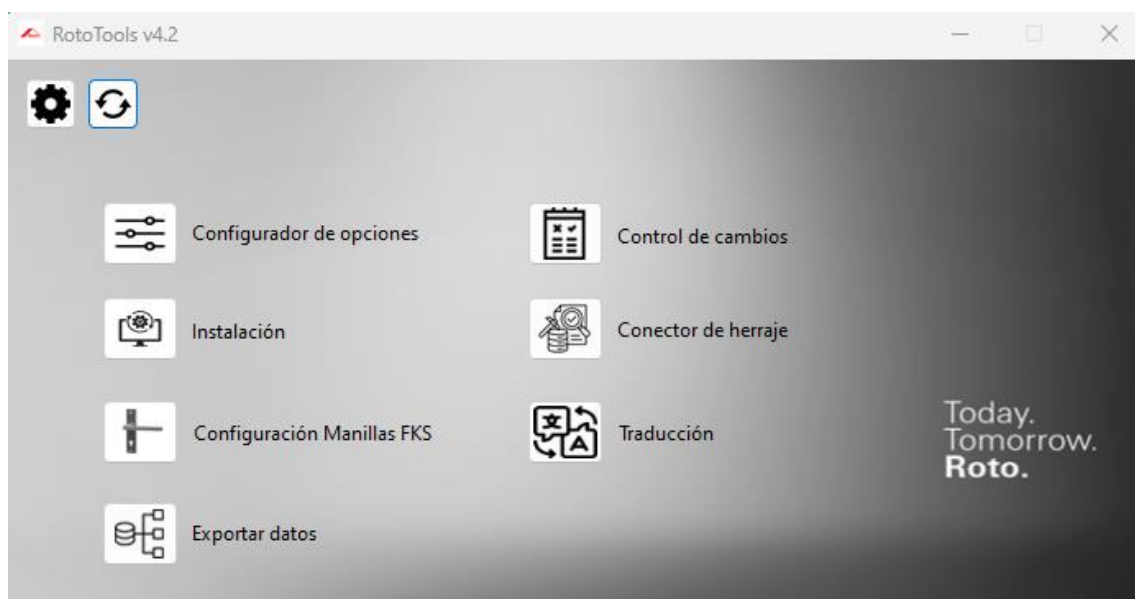 RotoTools v4.2
Configurador de opciones
Control de cambios
Instalación
Conector de herraje
Configuración Manillas FKS
Traducción
Exportar datos
Today.
Tomorrow.
Roto.